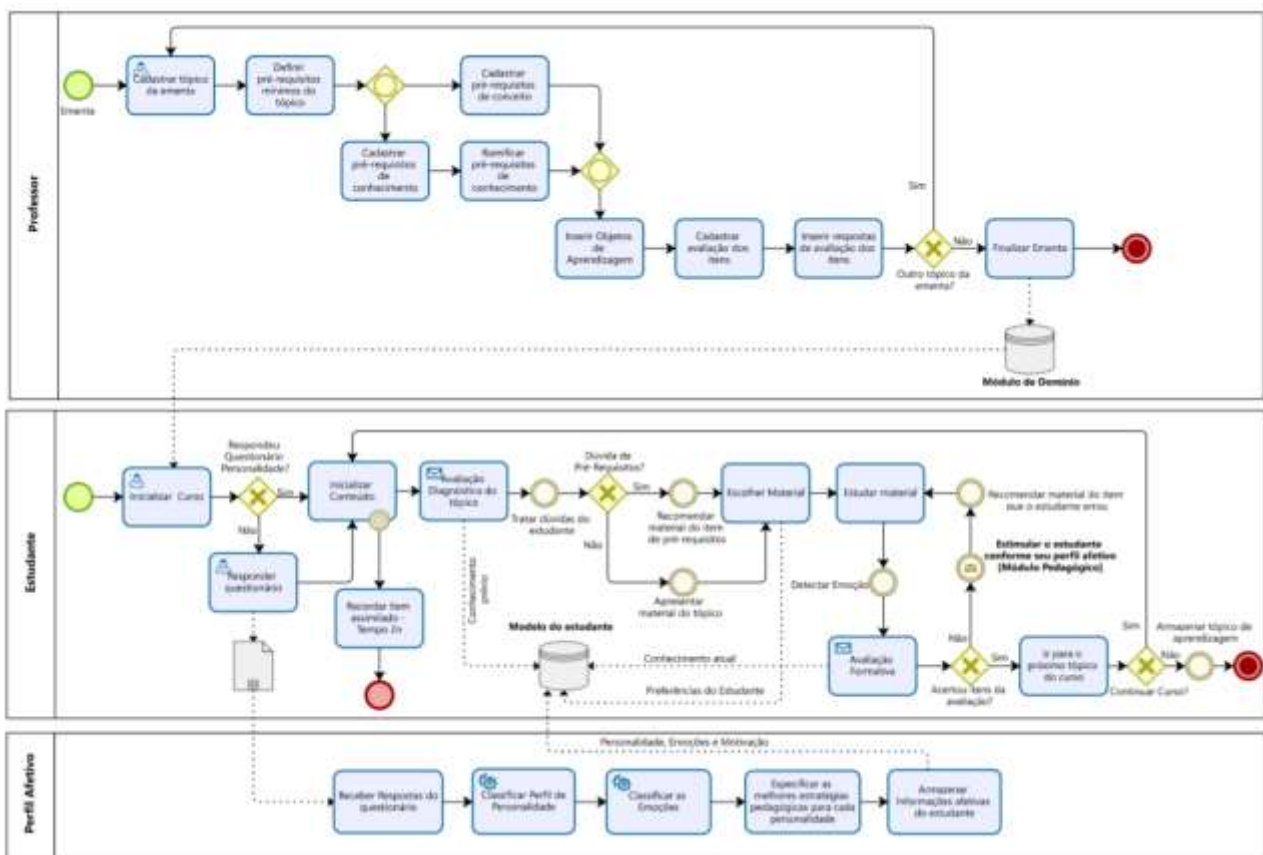 Professor
Ementa
Cadastrar tópico
da ementa
Definir
pré-requisitos
mínimos do
tópico
Cadastrar
pré-requisitos
de conceito
Cadastrar
pré-requisitos
de conhecimento
Ramificar
pré-requisitos
de
conhecimento
Inserir Objetos
de
Aprendizagem
Cadastrar
avaliação dos
itens
Inserir respostas
de avaliação dos
itens
Sim
Não
Outro tópico da
ementa?
Finalizar Ementa
Módulo de Domínio
Estudante
Inicializar Curso
Respondeu
Questionário
Personalidade?
Sim
Não
Responder
questionário
Inicializar
Conteúdo
Recordar item
assimilado -
Avaliação
Diagnóstica do
tópico
Tratar dúvidas do
estudante
Dúvida de
Pré-Requisitos?
Sim
Não
Recomendar
material do item
de pré-requisitos
Apresentar
material do tópico
Escolher Material
Estudar material
Recomendar material do item
que o estudante errou
Estimular o estudante
conforme seu perfil afetivo
(Módulo Pedagógico)
Detectar Emoção
Conhecimento
prévio
Modelo do estudante
Conhecimento atual
Preferências do Estudante
Avaliação
Formativa
Não
Sim
Acertou itens da
avaliação?
Ir para o
próximo tópico
do curso
Sim
Não
Continuar Curso?
Armazenar tópico de
aprendizagem
Perfil Afetivo
Personalidade, Emoções e Motivação
Receber Respostas do
questionário
Classificar Perfil de
Personalidade
Classificar as
Emoções
Especificar as
melhores estratégias
pedagógicas para cada
personalidade
Armazenar
Informações afetivas
do estudante